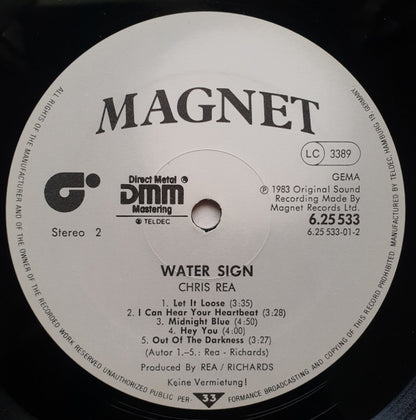 MAGNET
LC 3389
GEMA
Direct Metal
DMM
Mastering
℗ TELDEC
Stereo 2
℗ 1983 Original Sound
Recording Made By
Magnet Records Ltd.
6.25 533
6.25 533-01-2
WATER SIGN
CHRIS REA
1. Let It Loose (3:35)
2. I Can Hear Your Heartbeat (3:28)
3. Midnight Blue (4:50)
4. Hey You (4:00)
5. Out Of The Darkness (3:27)
(Autor 1.-5.: Rea - Richards)
Produced By REA / RICHARDS
Keine Vermietung!
33
ALL RIGHTS OF THE MANUFACTURER AND OF THE OWNER OF THE RECORDED WORK RESERVED UNAUTHORIZED PUBLIC PERFORMANCE BROADCASTING AND COPYING OF THIS RECORD PROHIBITED. MANUFACTURED BY TELDEC, HAMBURG 19 GERMANY